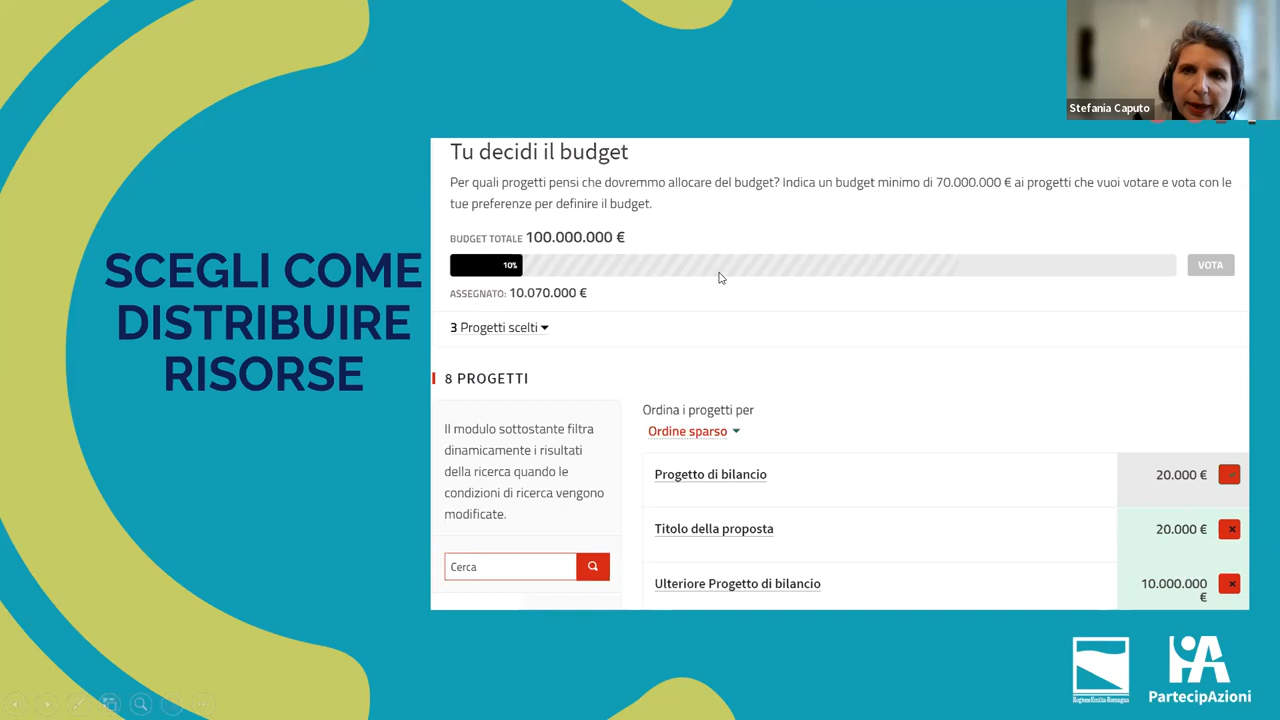 Stefania Caputo
SCEGLI COME
DISTRIBUIRE
RISORSE
Tu decidi il budget
Per quali progetti pensi che dovremmo allocare del budget? Indica un budget minimo di 70.000.000 € ai progetti che vuoi votare e vota con le
tue preferenze per definire il budget.
BUDGET TOTALE 100.000.000 €
10%
VOTA
ASSEGNATO: 10.070.000 €
3 Progetti scelti
8 PROGETTI
Il modulo sottostante filtra
dinamicamente i risultati
della ricerca quando le
condizioni di ricerca vengono
modificate.
Cerca
Ordina i progetti per
Ordine sparso
Progetto di bilancio 20.000 €
Titolo della proposta 20.000 €
Ulteriore Progetto di bilancio 10.000.000
€
RegioneEmilia-Romagna
PartecipAzioni